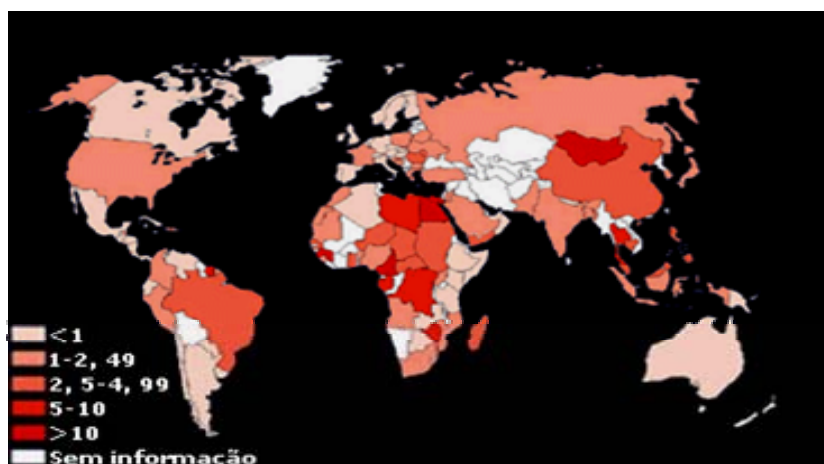 <1
1-2, 49
2, 5-4, 99
5-10
>10
Sem informação